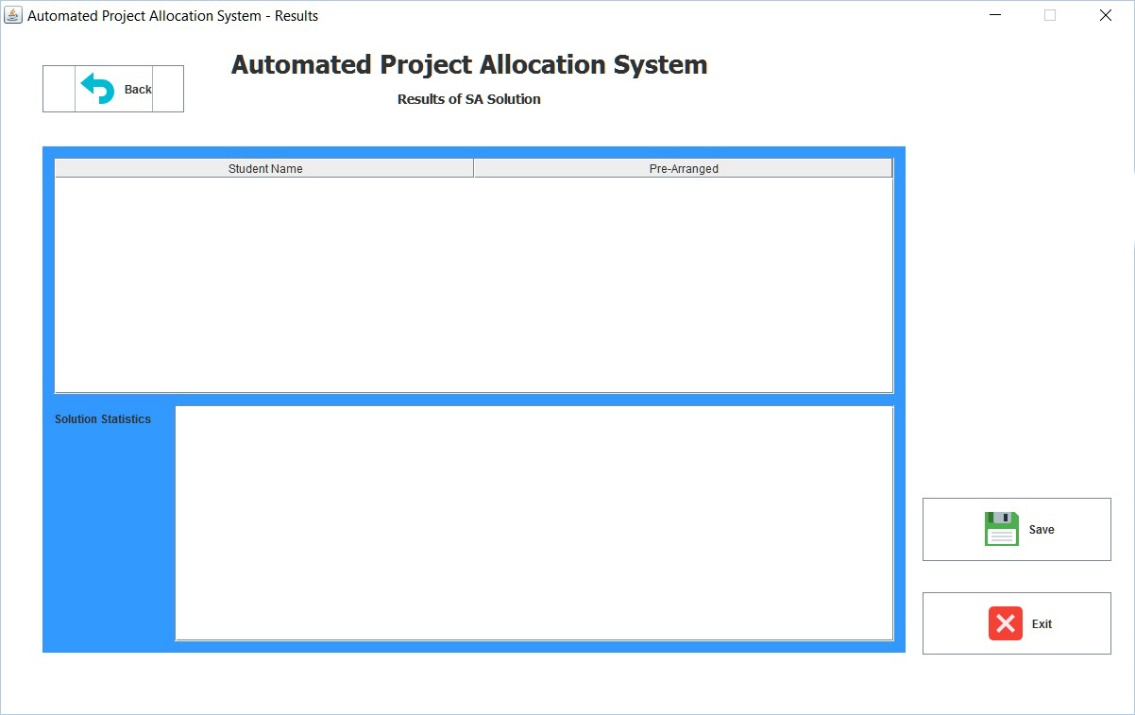 Automated Project Allocation System - Results
Automated Project Allocation System
Back
Results of SA Solution
Student Name Pre-Arranged
Solution Statistics
Save
Exit